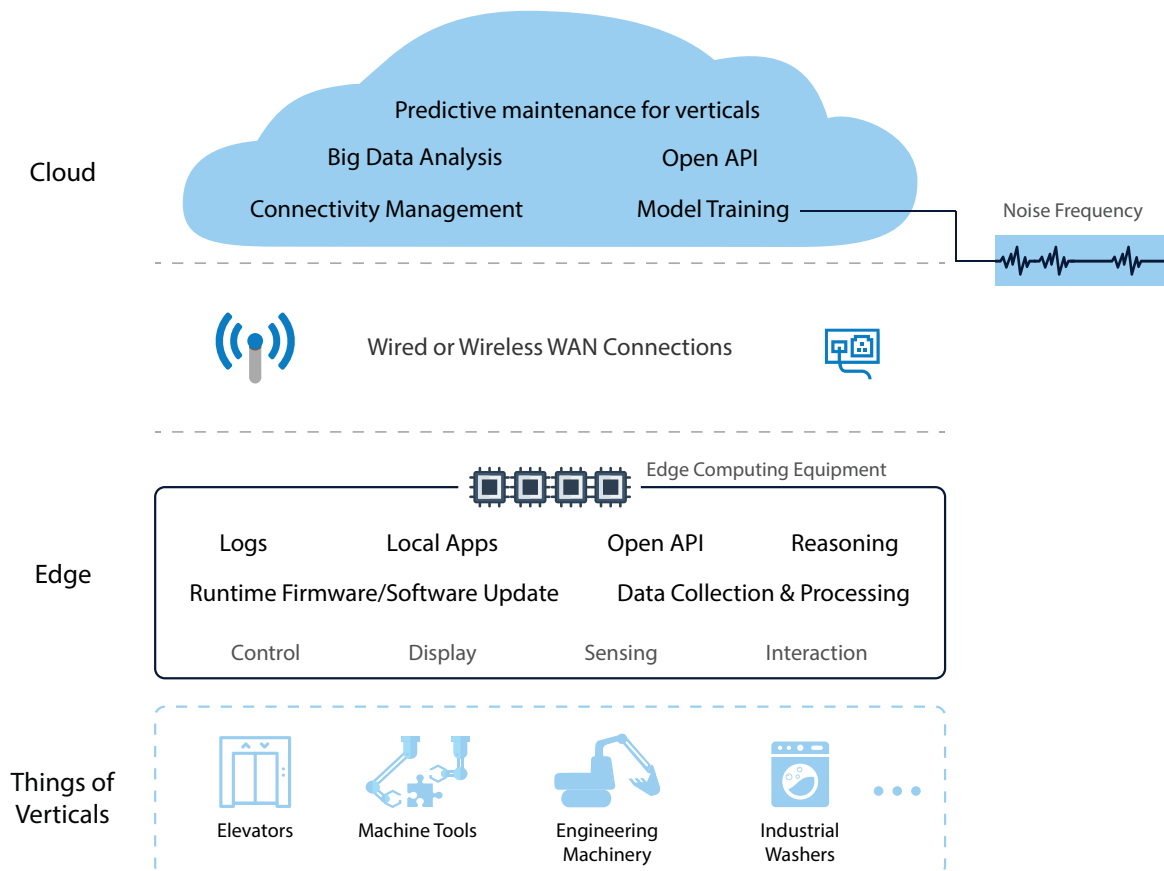 Predictive maintenance for verticals
Big Data Analysis
Open API
Cloud
Connectivity Management
Model Training
Noise Frequency
Wired or Wireless WAN Connections
Edge Computing Equipment
Logs
Local Apps
Open API
Reasoning
Edge
Runtime Firmware/Software Update
Data Collection & Processing
Control
Display
Sensing
Interaction
Things of
Verticals
Elevators
Machine Tools
Engineering
Machinery
Industrial
Washers